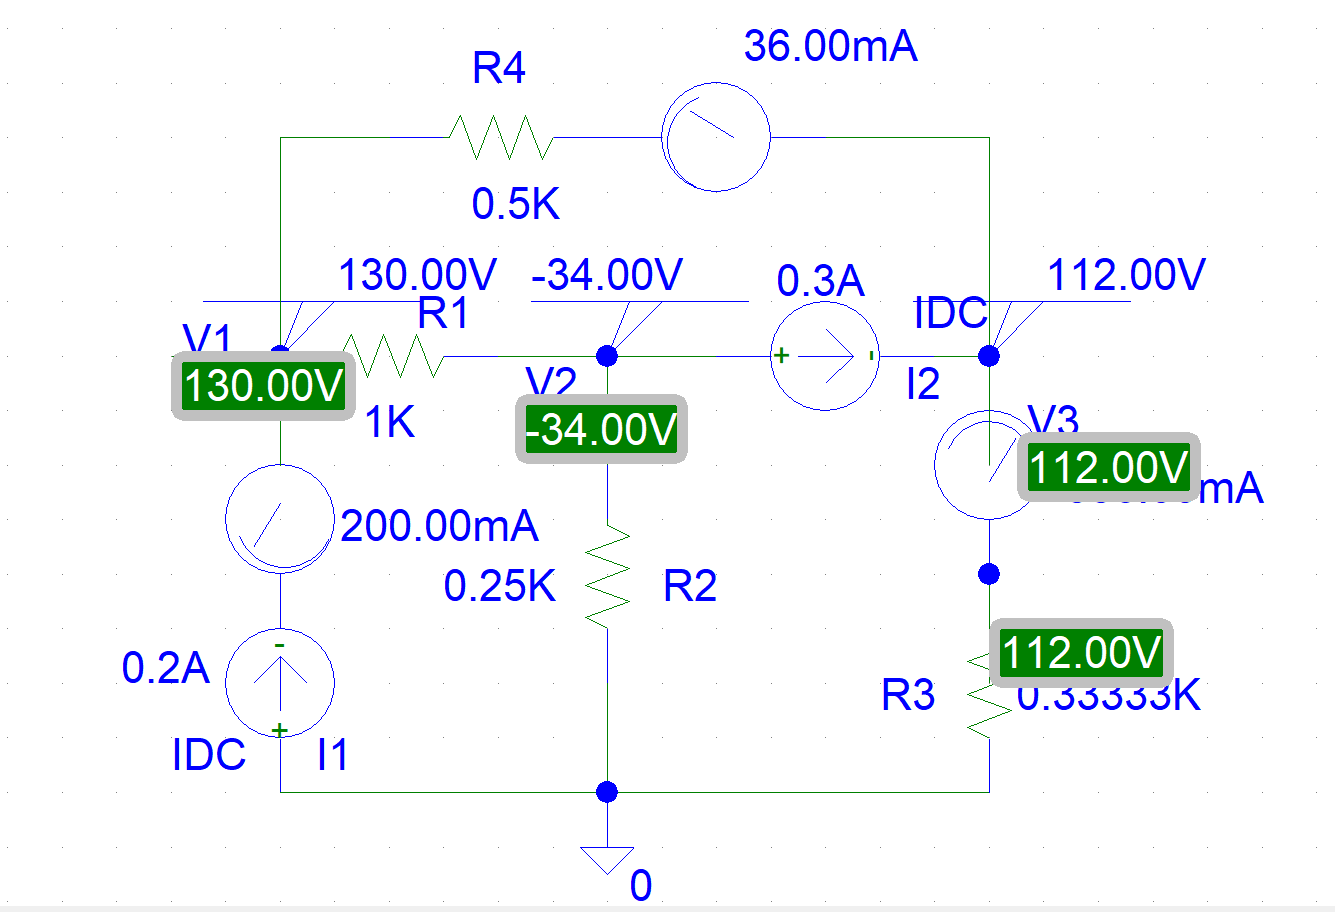 36.00mA
R4
0.5K
130.00V
-34.00V
0.3A
112.00V
R1
IDC
V1
130.00V
+
-
V2
I2
1K
-34.00V
V3
112.00V
mA
200.00mA
0.25K
R2
-
0.2A
112.00V
R3
0.33333K
+
IDC
I1
0